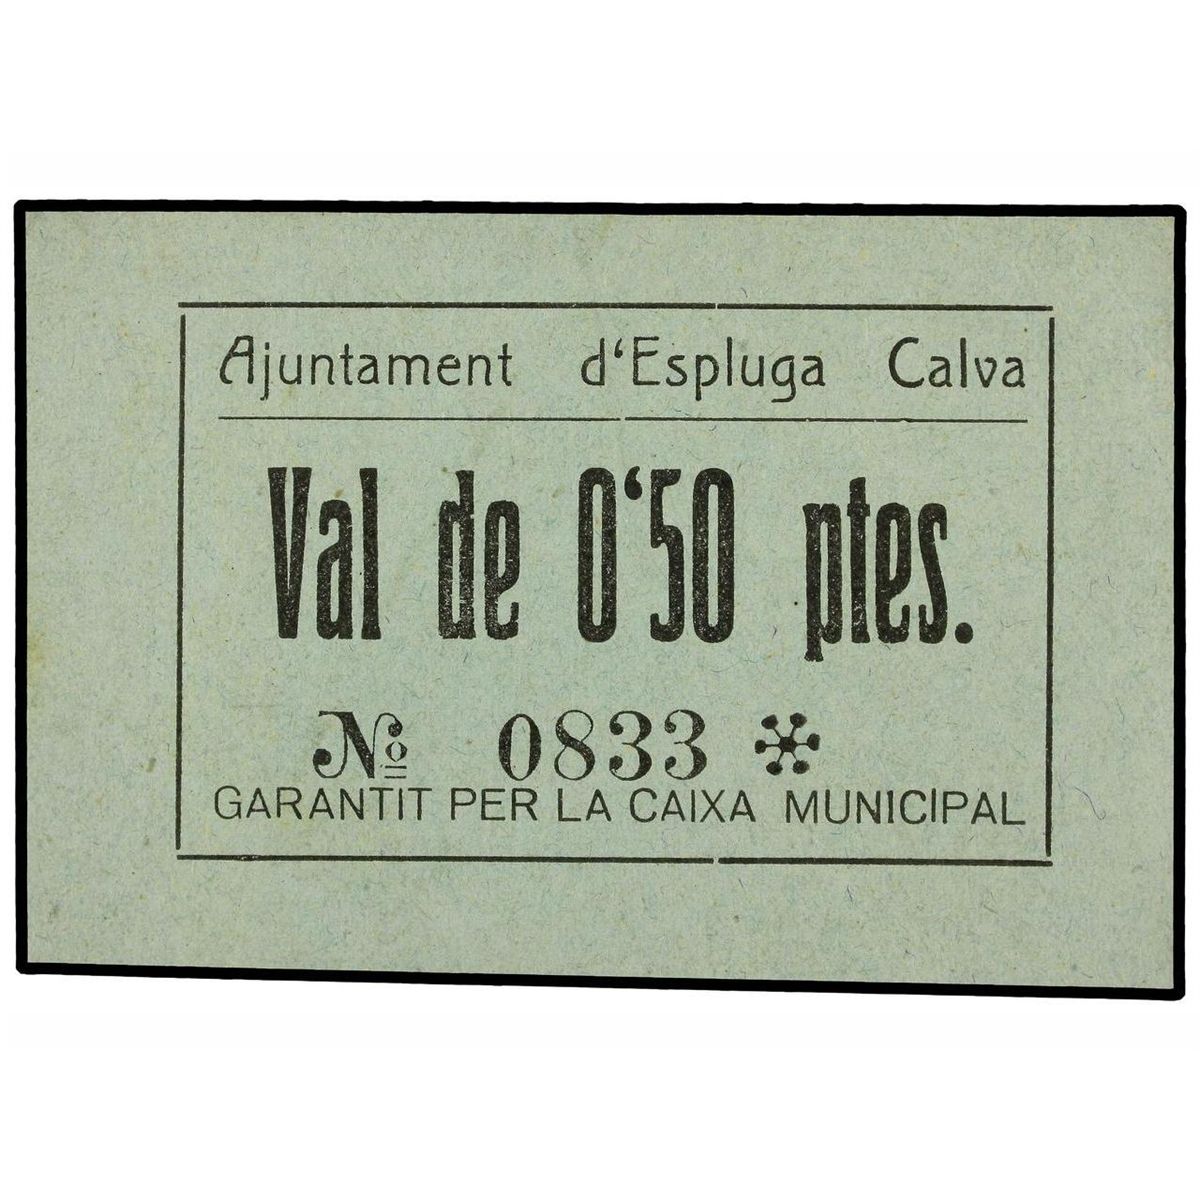 Ajuntament d'Espluga Calva
Val de 0'50 ptes.
Nº 0833
GARANTIT PER LA CAIXA MUNICIPAL